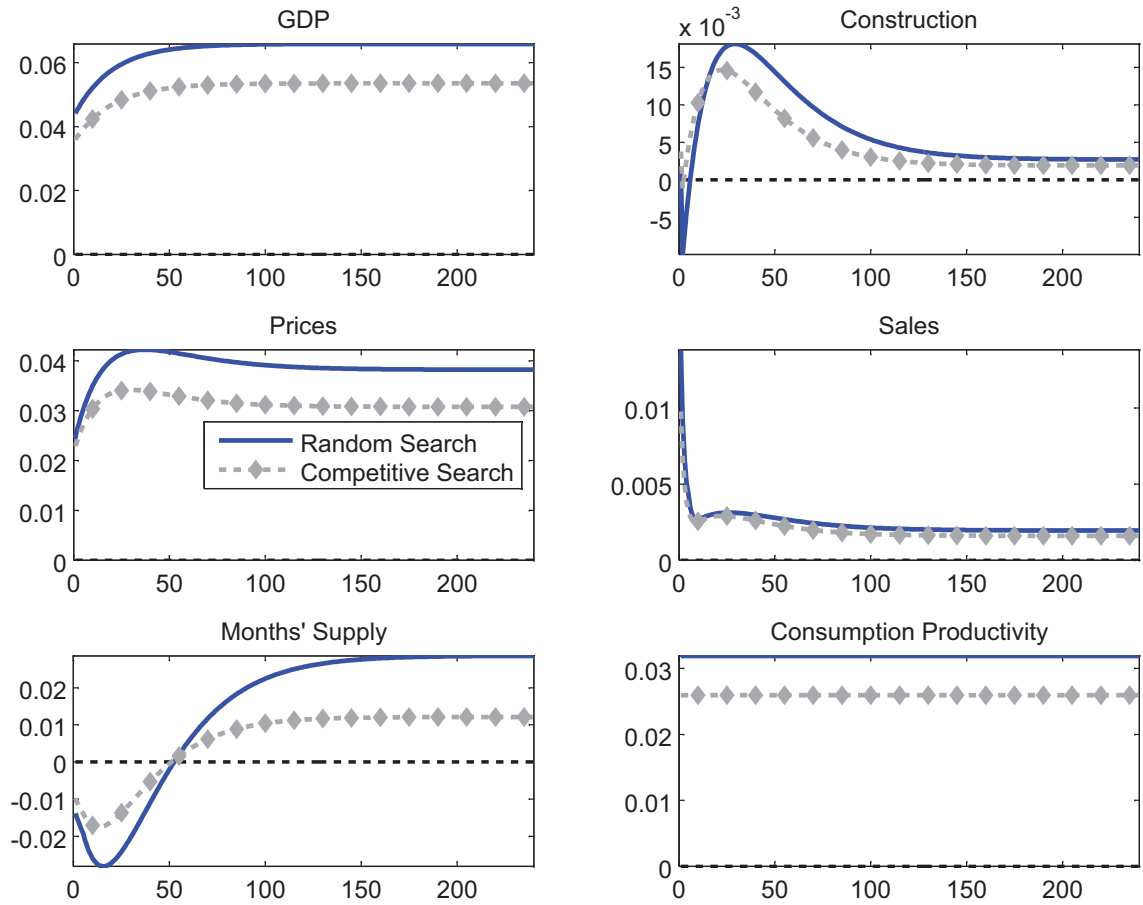 GDP
0.06
0.04
0.02
0
0 50 100 150 200
Construction
x 10^-3
15
10
5
0
-5
0 50 100 150 200
Prices
0.04
0.03
0.02
0.01
0
0 50 100 150 200
Random Search
Competitive Search
Sales
0.01
0.005
0
0 50 100 150 200
Months' Supply
0.02
0.01
0
-0.01
-0.02
0 50 100 150 200
Consumption Productivity
0.03
0.02
0.01
0
0 50 100 150 200